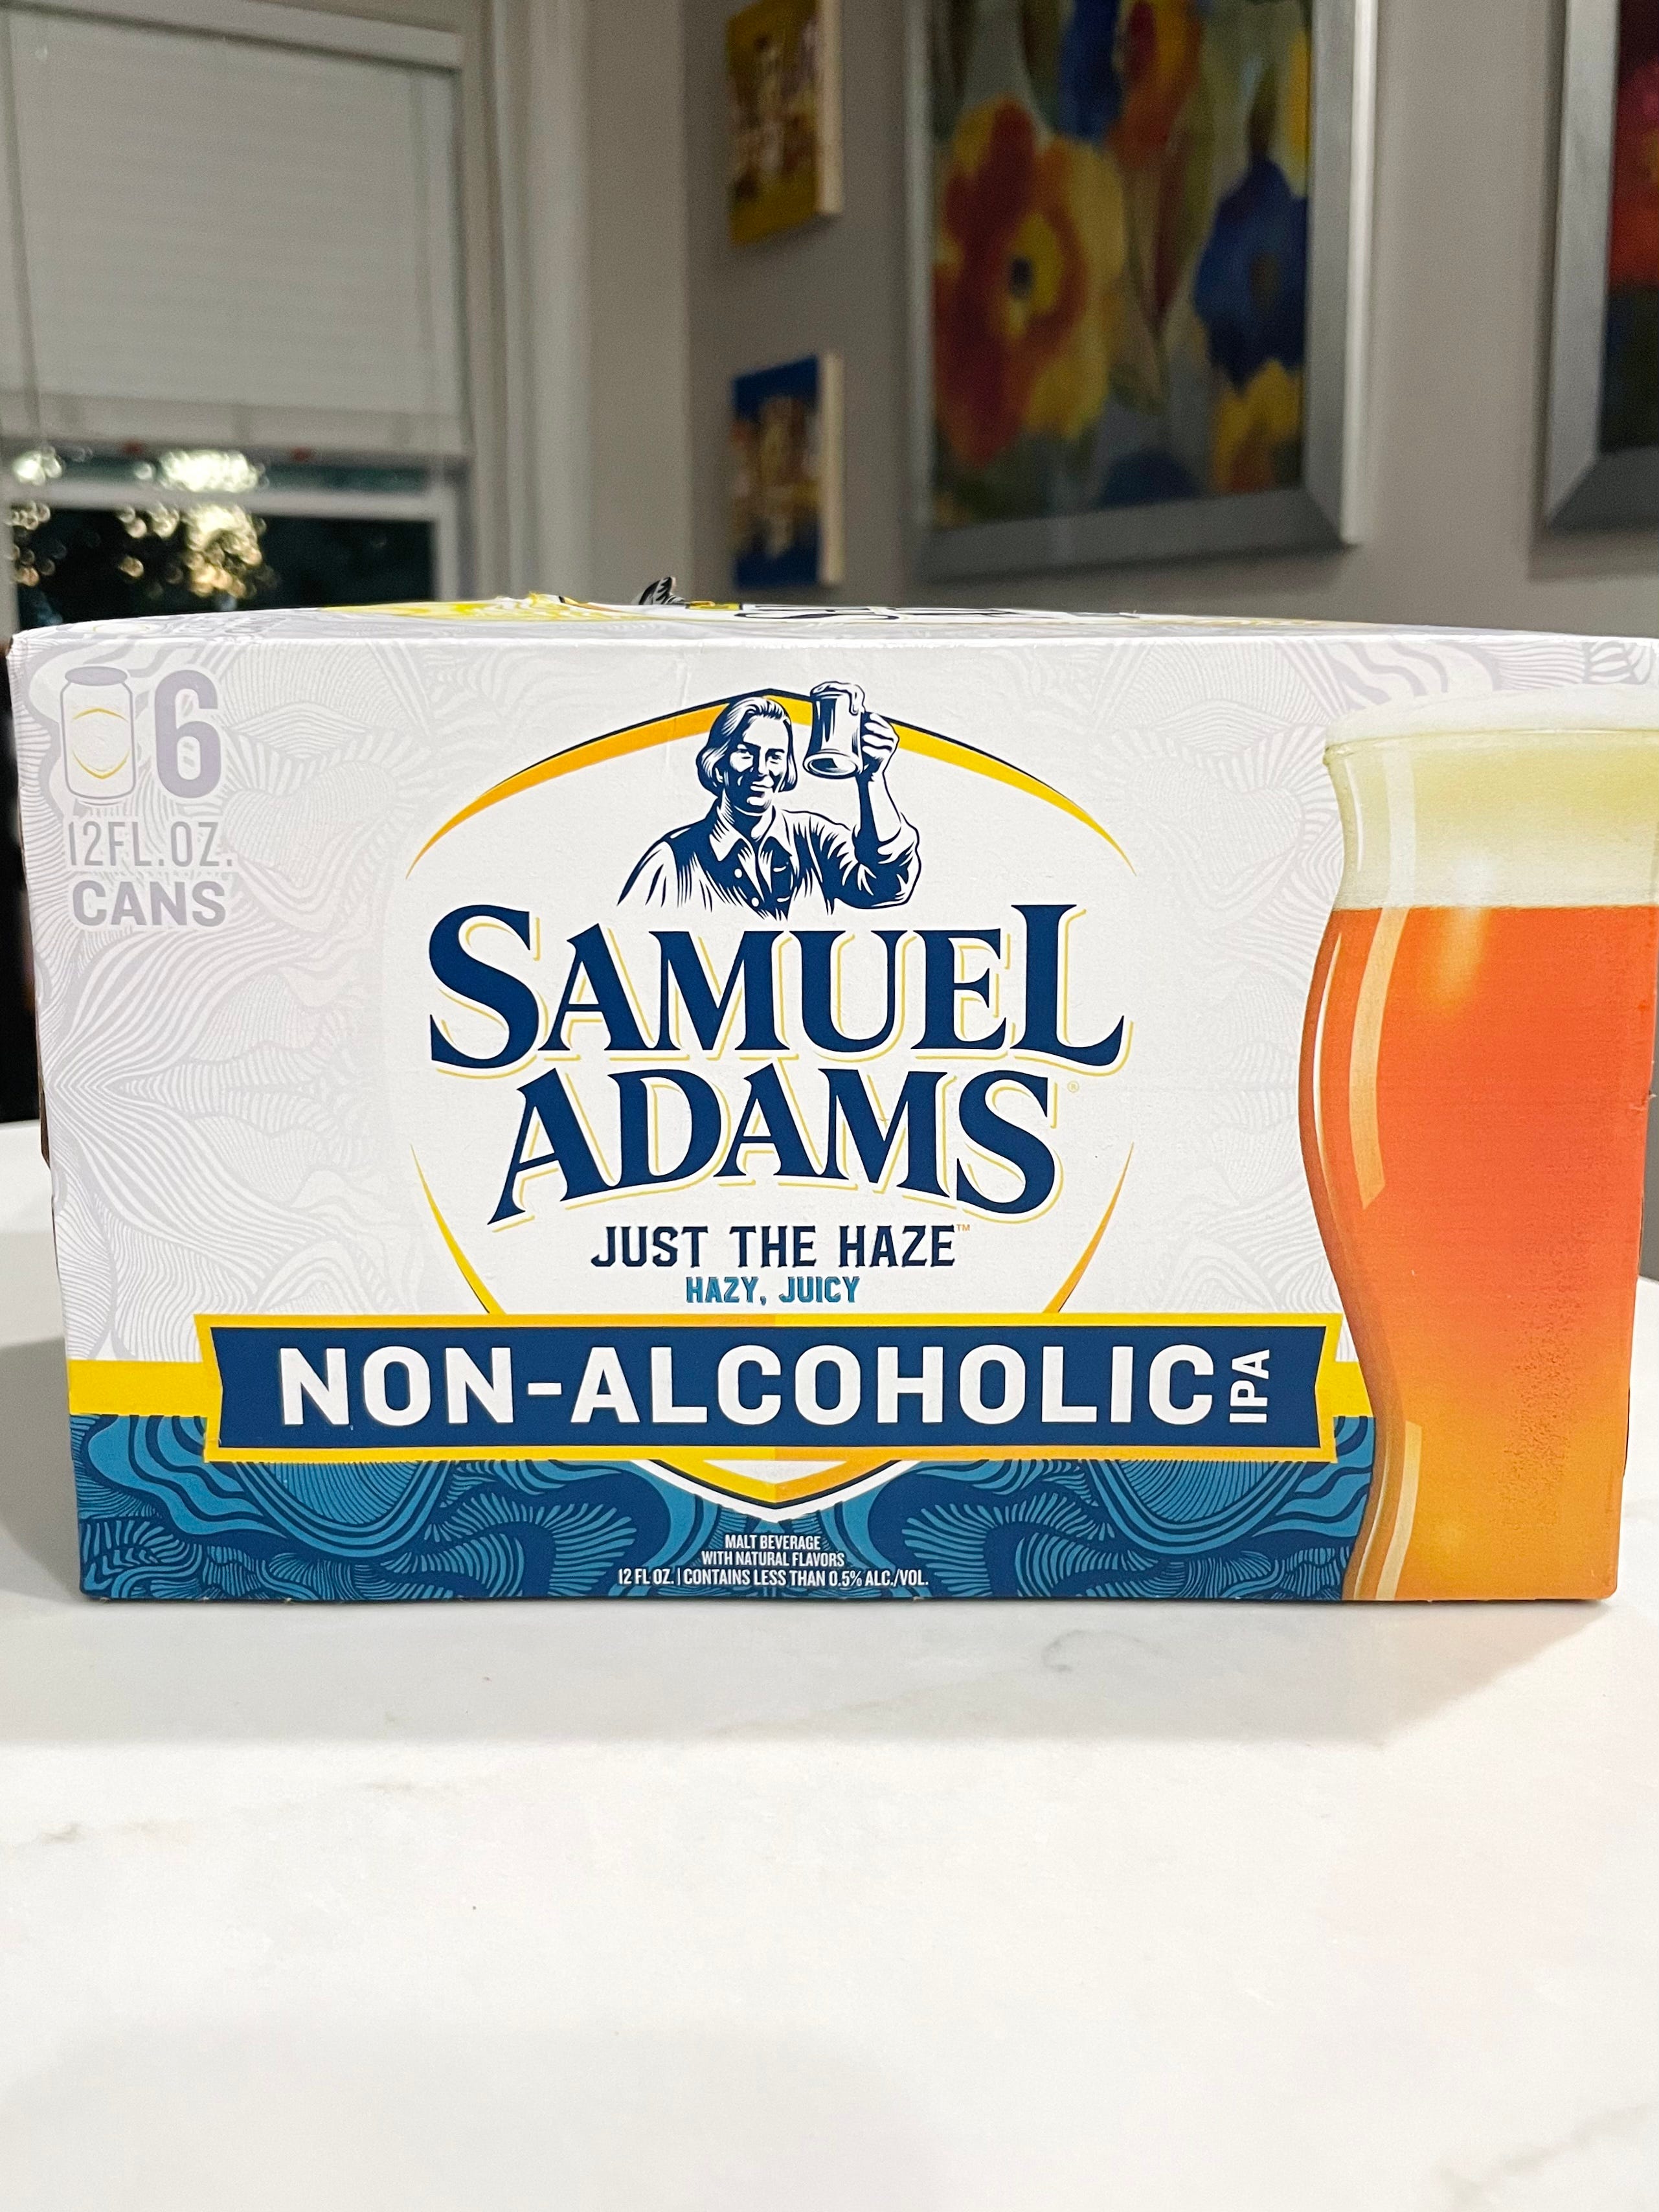 6
12FL.OZ.
CANS
SAMUEL
ADAMS®
JUST THE HAZE™
HAZY, JUICY
NON-ALCOHOLIC IPA
MALT BEVERAGE
WITH NATURAL FLAVORS
12 FL OZ. | CONTAINS LESS THAN 0.5% ALC./VOL.